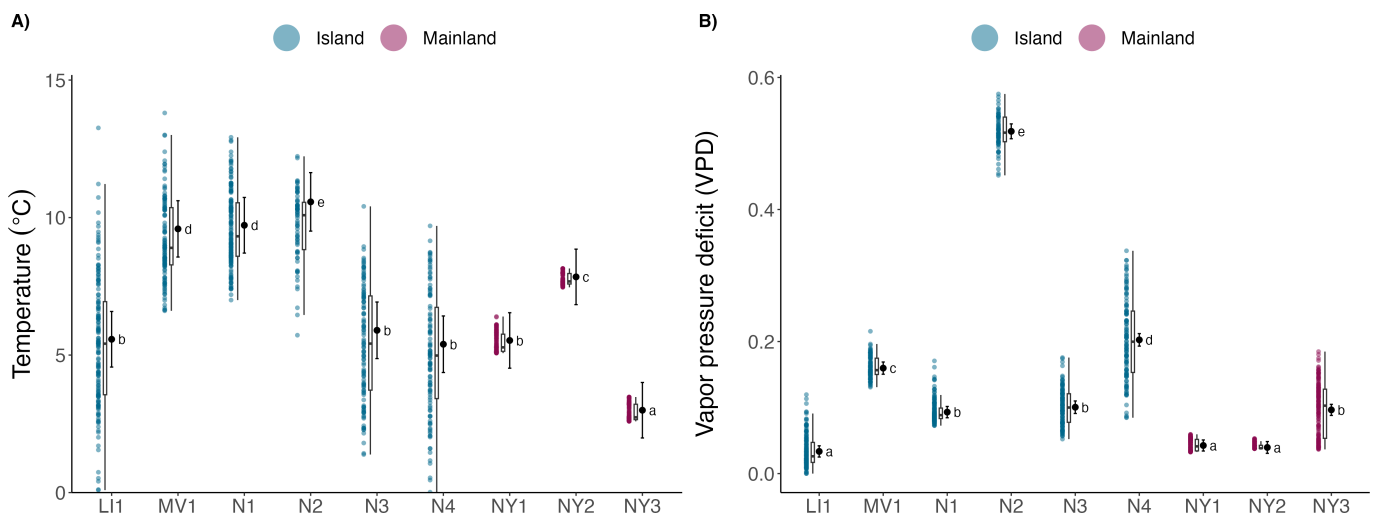 A)
Island Mainland
Temperature (°C)
15
10
5
0
b
d
d
e
b
b
b
c
a
LI1 MV1 N1 N2 N3 N4 NY1 NY2 NY3
B)
Island Mainland
Vapor pressure deficit (VPD)
0.6
0.4
0.2
0.0
a
c
b
e
b
d
a
a
b
LI1 MV1 N1 N2 N3 N4 NY1 NY2 NY3